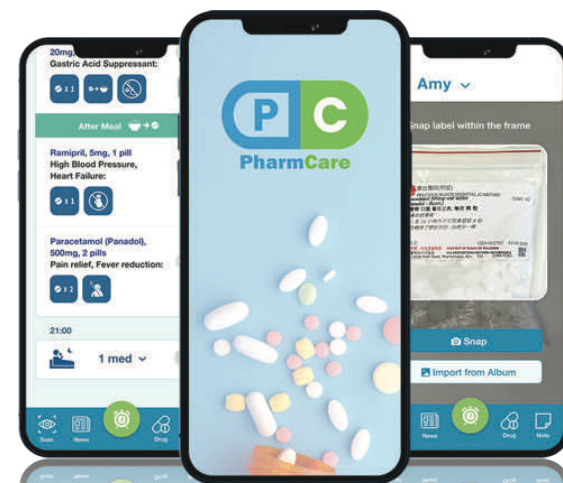 20mg,
Gastric Acid Suppressant:
x 1
After Meal
Ramipril, 5mg, 1 pill
High Blood Pressure,
Heart Failure:
x 1
Paracetamol (Panadol),
500mg, 2 pills
Pain relief, Fever reduction:
x 2
21:00
1 med
Scan
News
Drug
P C
PharmCare
Amy
Snap label within the frame
Snap
Import from Album
News
Drug
Note